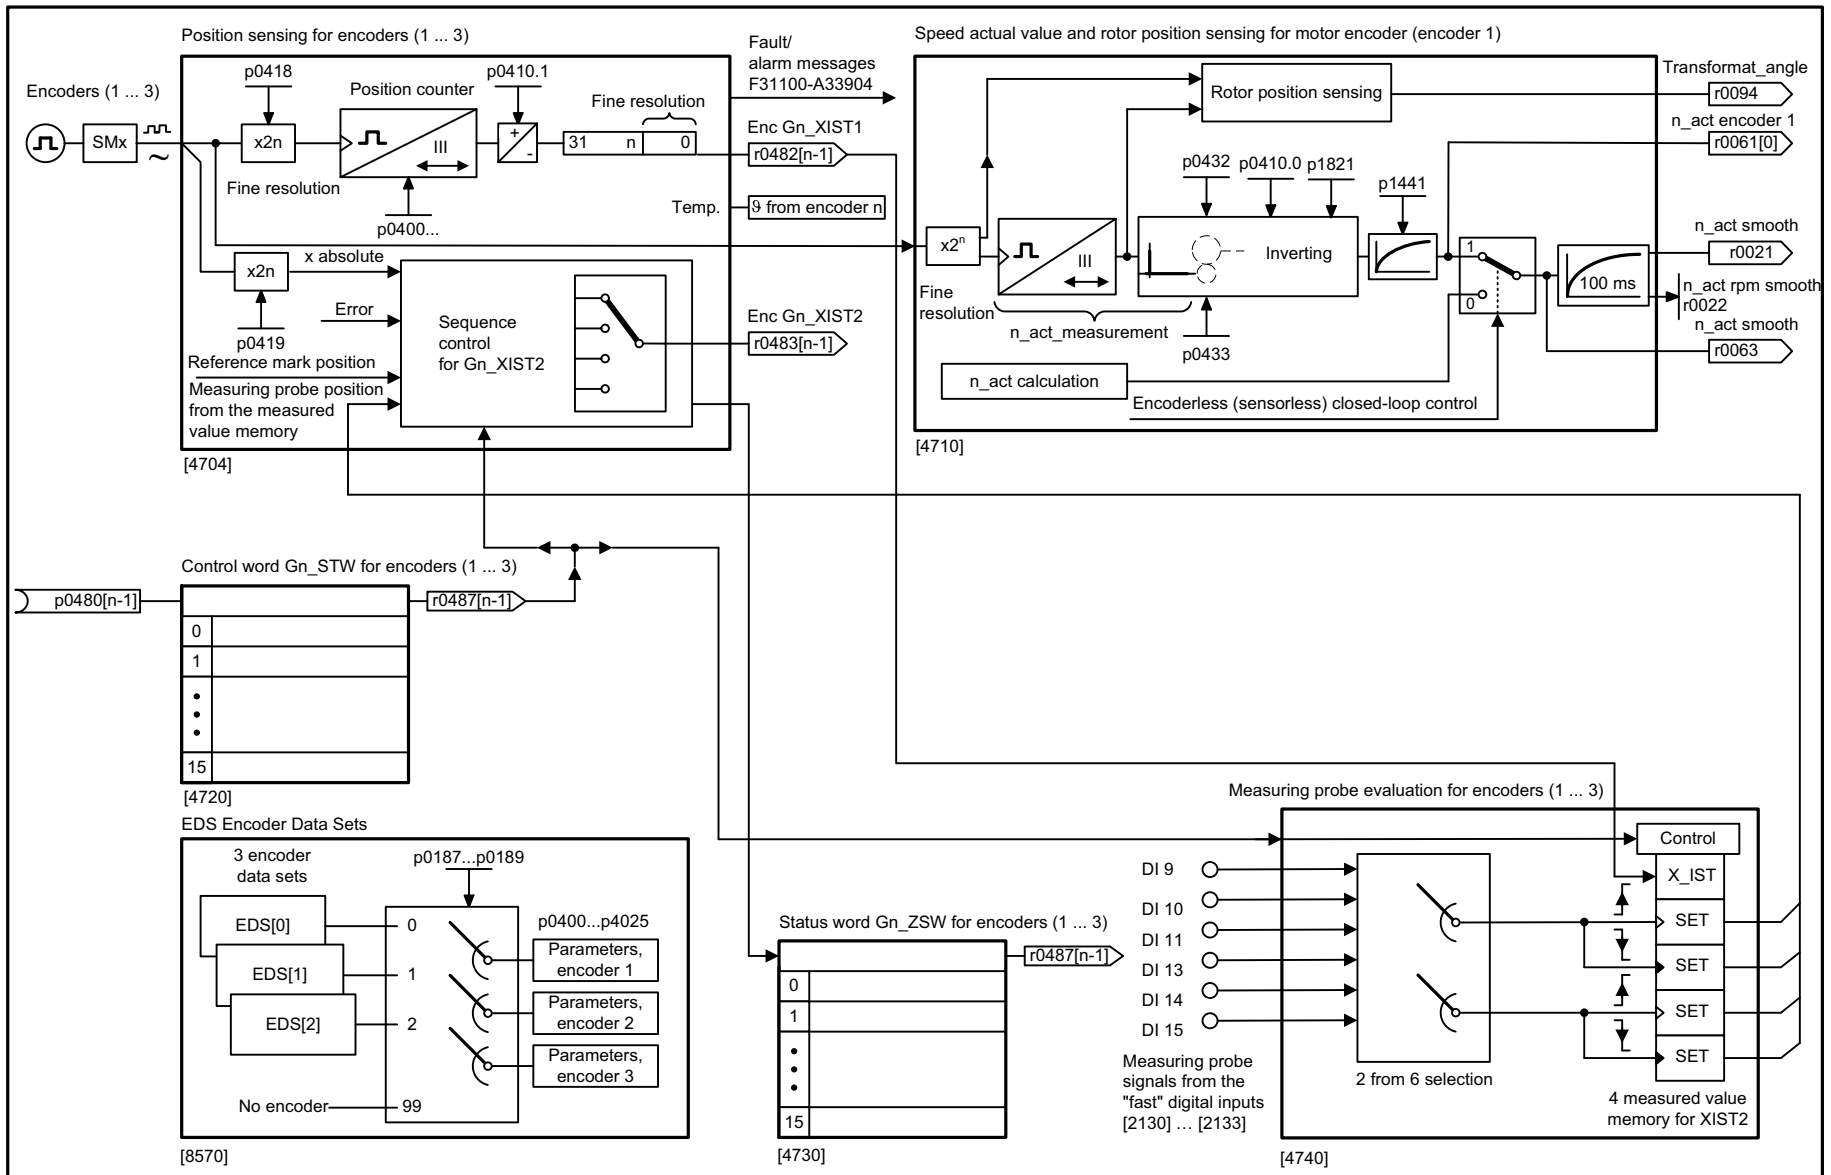 Position sensing for encoders (1 ... 3)
Fault/
alarm messages
F31100-A33904
Speed actual value and rotor position sensing for motor encoder (encoder 1)
Encoders (1 ... 3)
p0418
Position counter
p0410.1
Fine resolution
SMx
x2n
III
+
-
31
n
0
Fine resolution
p0400...
Enc Gn_XIST1
r0482[n-1]
Temp.
ϑ from encoder n
x2n
x absolute
p0419
Error
Reference mark position
Measuring probe position
from the measured
value memory
Sequence
control
for Gn_XIST2
Enc Gn_XIST2
r0483[n-1]
[4704]
Rotor position sensing
Transformat_angle
r0094
n_act encoder 1
r0061[0]
p0432
p0410.0
p1821
p1441
x2ⁿ
III
Inverting
1
0
100 ms
n_act smooth
r0021
n_act rpm smooth
r0022
n_act smooth
r0063
Fine
resolution
n_act_measurement
p0433
n_act calculation
Encoderless (sensorless) closed-loop control
[4710]
Control word Gn_STW for encoders (1 ... 3)
p0480[n-1]
r0487[n-1]
0
1
15
[4720]
EDS Encoder Data Sets
3 encoder
data sets
p0187...p0189
EDS[0]
EDS[1]
EDS[2]
0
1
2
No encoder
99
p0400...p4025
Parameters,
encoder 1
Parameters,
encoder 2
Parameters,
encoder 3
[8570]
Status word Gn_ZSW for encoders (1 ... 3)
r0487[n-1]
0
1
15
[4730]
Measuring probe evaluation for encoders (1 ... 3)
DI 9
DI 10
DI 11
DI 13
DI 14
DI 15
Measuring probe
signals from the
"fast" digital inputs
[2130] … [2133]
2 from 6 selection
Control
X_IST
SET
SET
SET
SET
4 measured value
memory for XIST2
[4740]